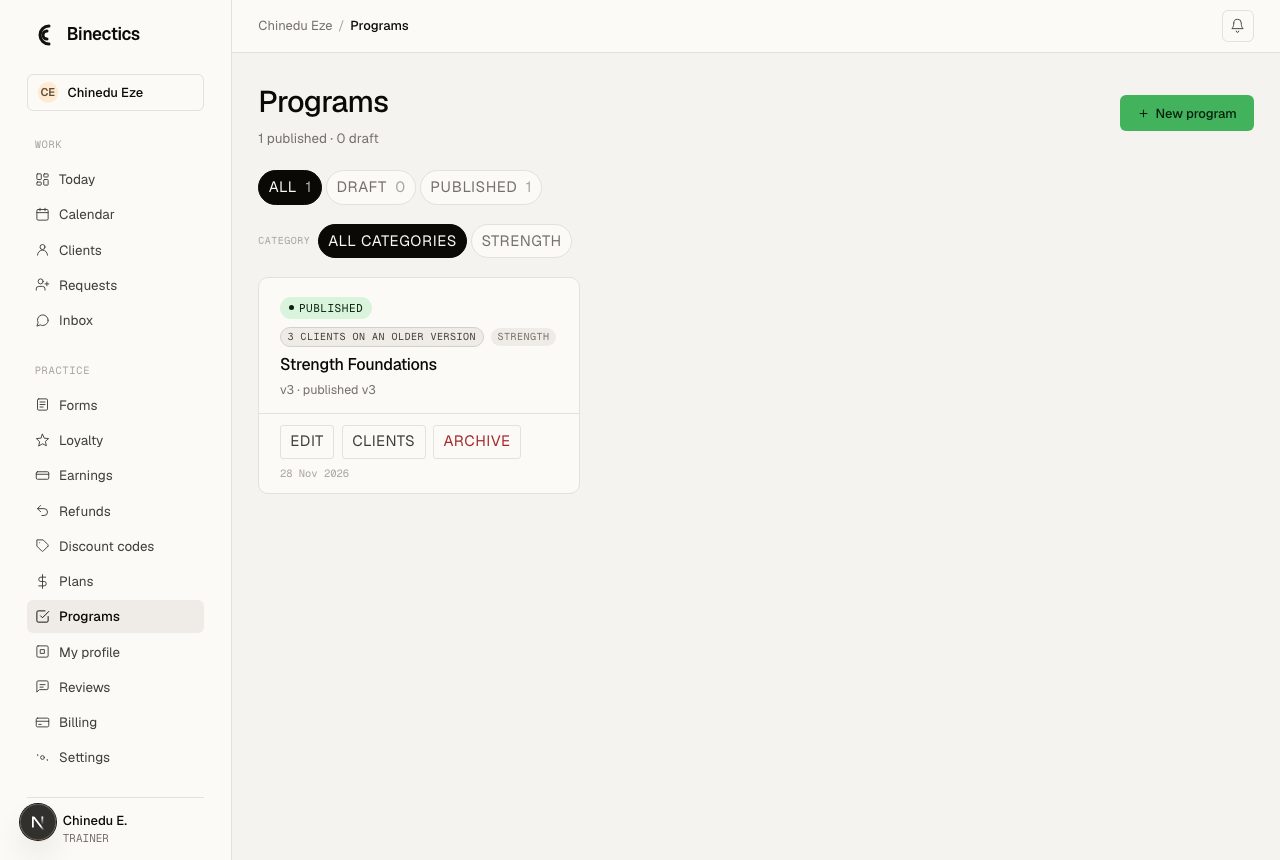 Binectics
Chinedu Eze / Programs
CE Chinedu Eze
WORK
Today
Calendar
Clients
Requests
Inbox
PRACTICE
Forms
Loyalty
Earnings
Refunds
Discount codes
Plans
Programs
My profile
Reviews
Billing
Settings
N
Chinedu E.
TRAINER
Programs
1 published · 0 draft
+ New program
ALL 1 DRAFT 0 PUBLISHED 1
CATEGORY ALL CATEGORIES STRENGTH
PUBLISHED
3 CLIENTS ON AN OLDER VERSION STRENGTH
Strength Foundations
v3 · published v3
EDIT CLIENTS ARCHIVE
28 Nov 2026